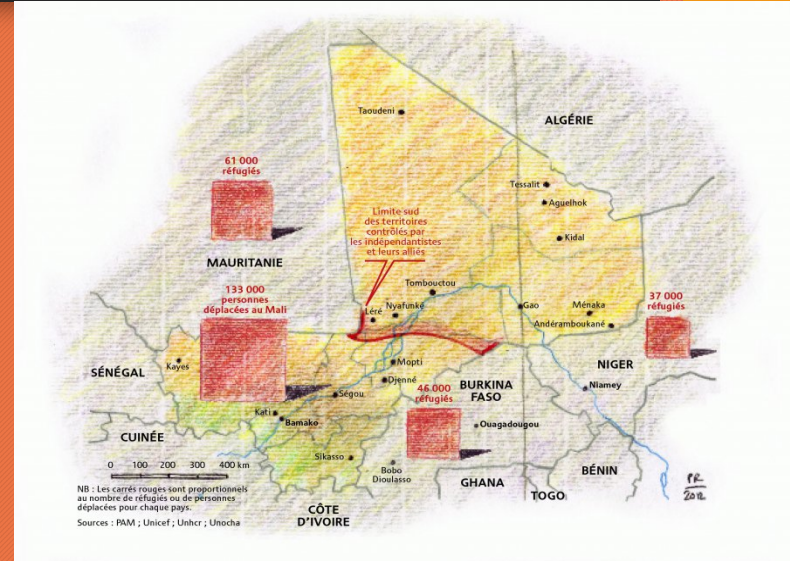 Taoudeni
ALGÉRIE
61 000
réfugiés
Tessalit
Aguelhok
Kidal
Limite sud
des territoires
contrôlés par
les indépendantistes
et leurs alliés
MAURITANIE
Tombouctou
133 000
personnes
déplacées au Mali
Léré
Nyafunké
Gao
Ménaka
Andéramboukané
37 000
réfugiés
SÉNÉGAL
Kayes
Mopti
Djenné
NIGER
Niamey
Ségou
46 000
réfugiés
BURKINA
FASO
Kati
Bamako
Ouagadougou
CUINÉE
Sikasso
Bobo
Dioulasso
GHANA
BÉNIN
TOGO
CÔTE
D'IVOIRE
0 100 200 300 400 km
NB : Les carrés rouges sont proportionnels
au nombre de réfugiés ou de personnes
déplacées pour chaque pays.
Sources : PAM ; Unicef ; Unhcr ; Unocha
PR
2012